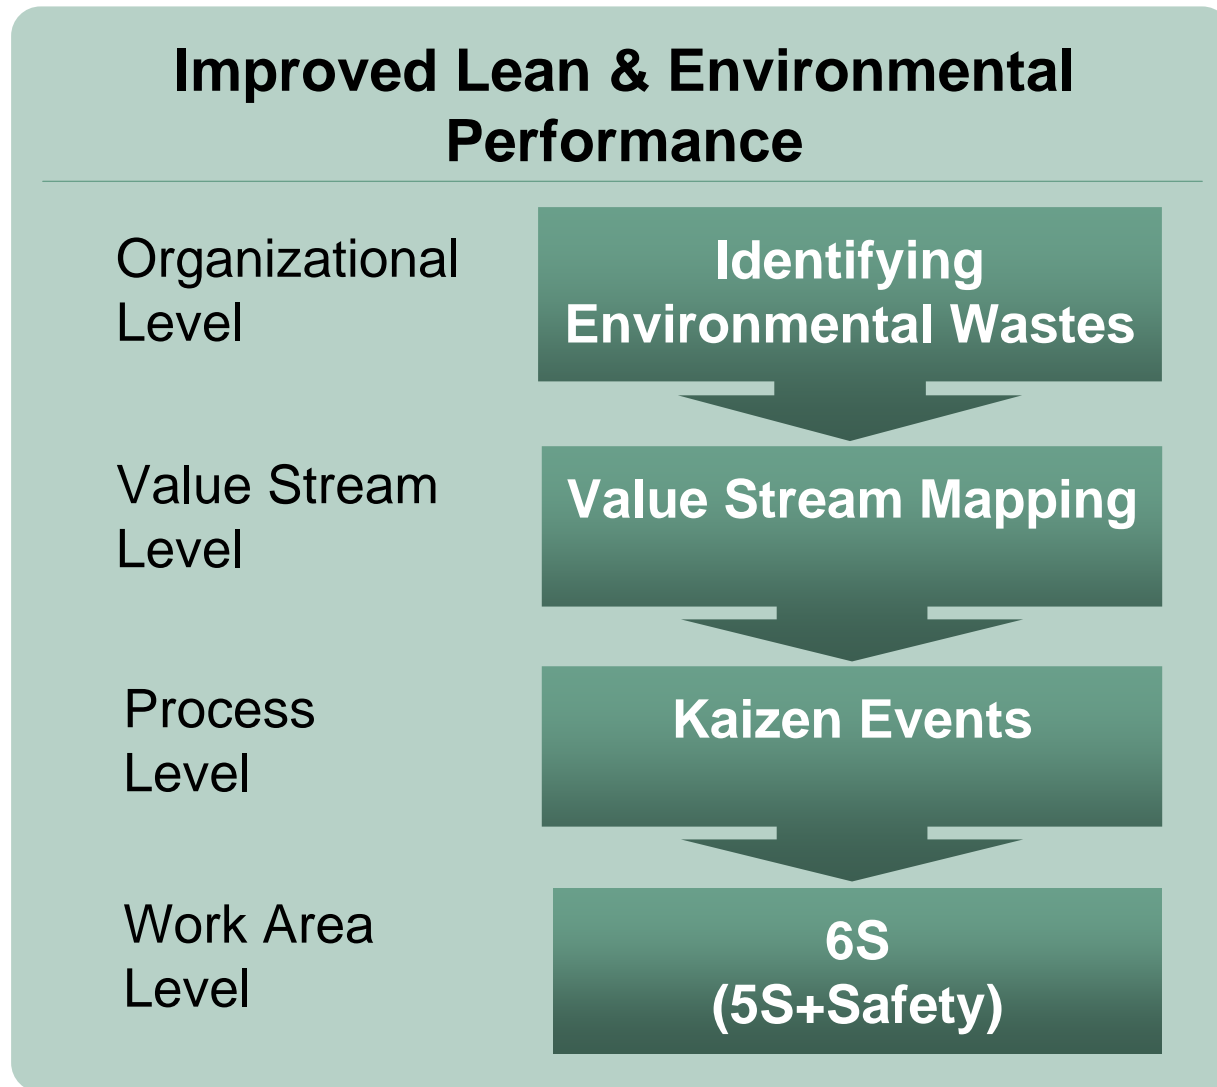 Improved Lean & Environmental
Performance
Organizational
Level
Identifying
Environmental Wastes
Value Stream
Level
Value Stream Mapping
Process
Level
Kaizen Events
Work Area
Level
6S
(5S+Safety)